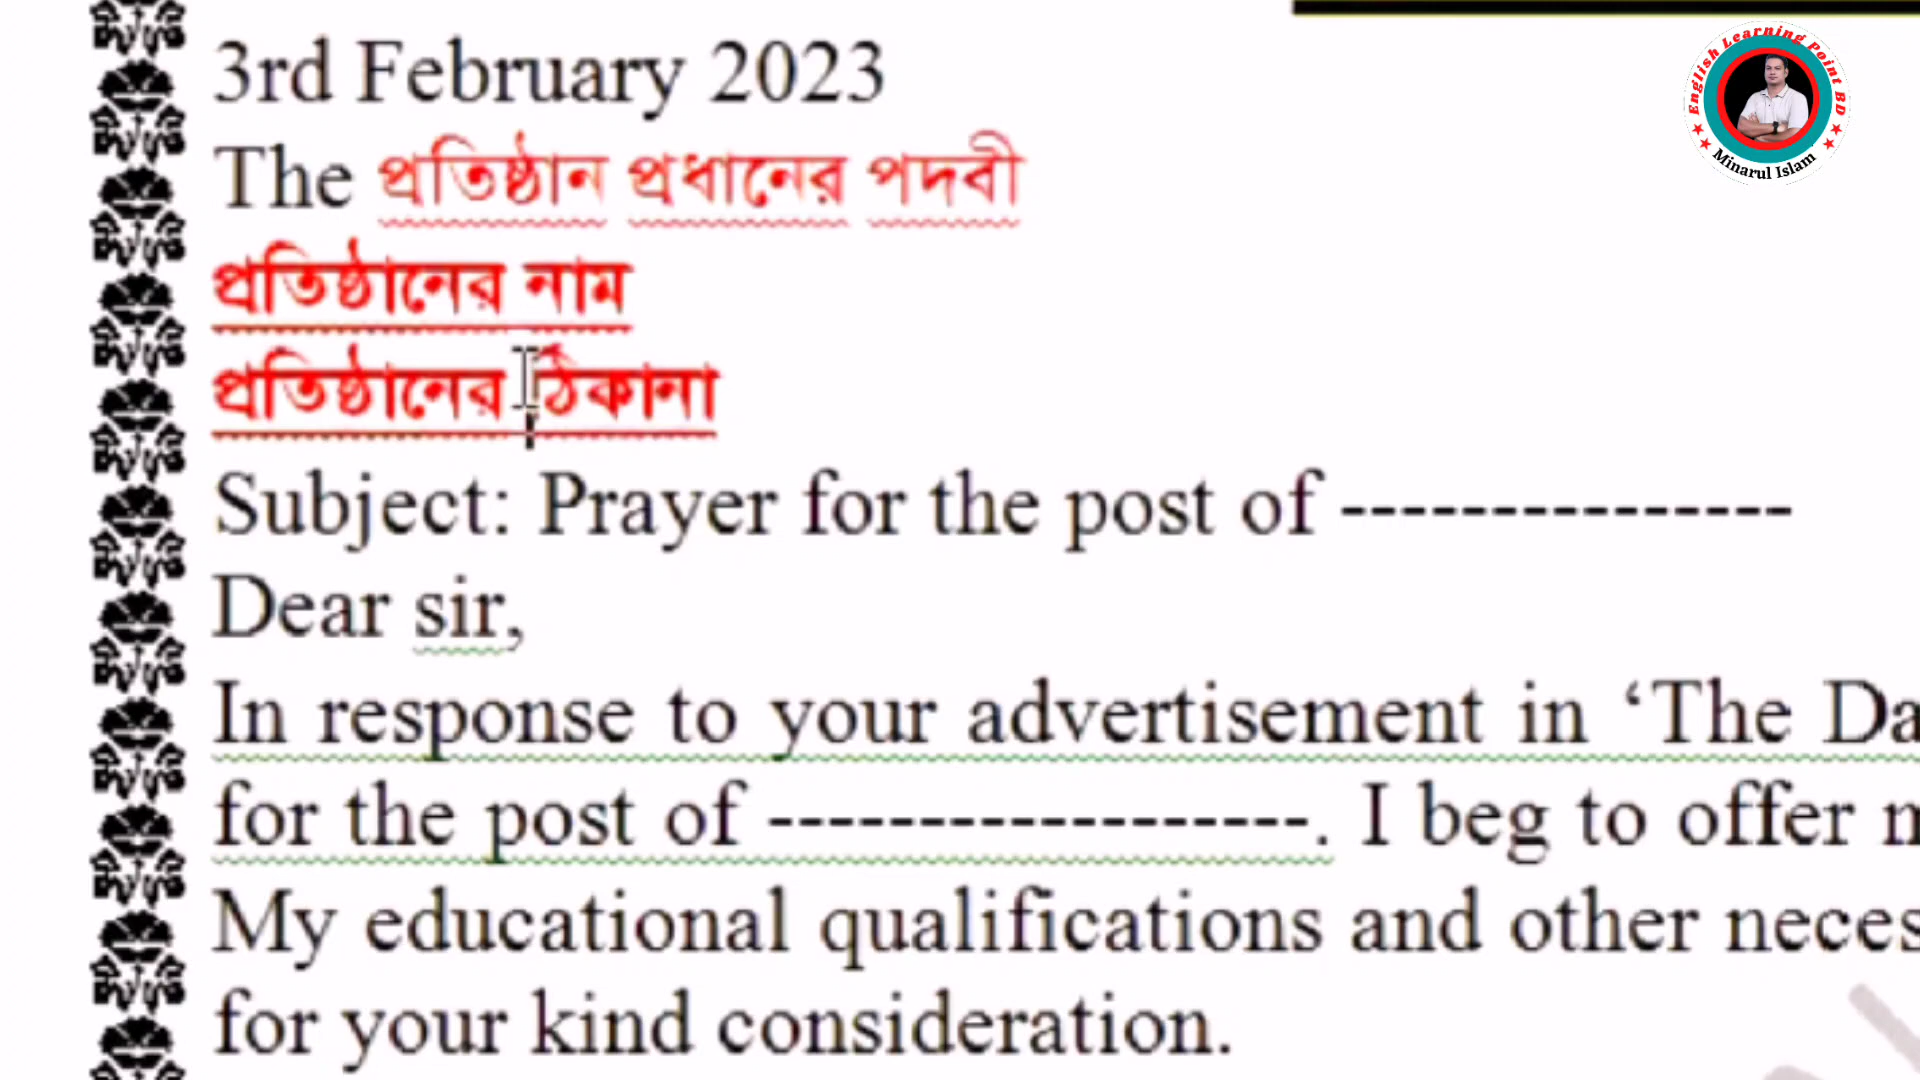 3rd February 2023
The প্রতিষ্ঠান প্রধানের পদবী
প্রতিষ্ঠানের নাম
প্রতিষ্ঠানের ঠিকানা
Subject: Prayer for the post of ---------------
Dear sir,
In response to your advertisement in ‘The Da
for the post of ------------------. I beg to offer m
My educational qualifications and other neces
for your kind consideration.
English Learning Point BD
Minarul Islam